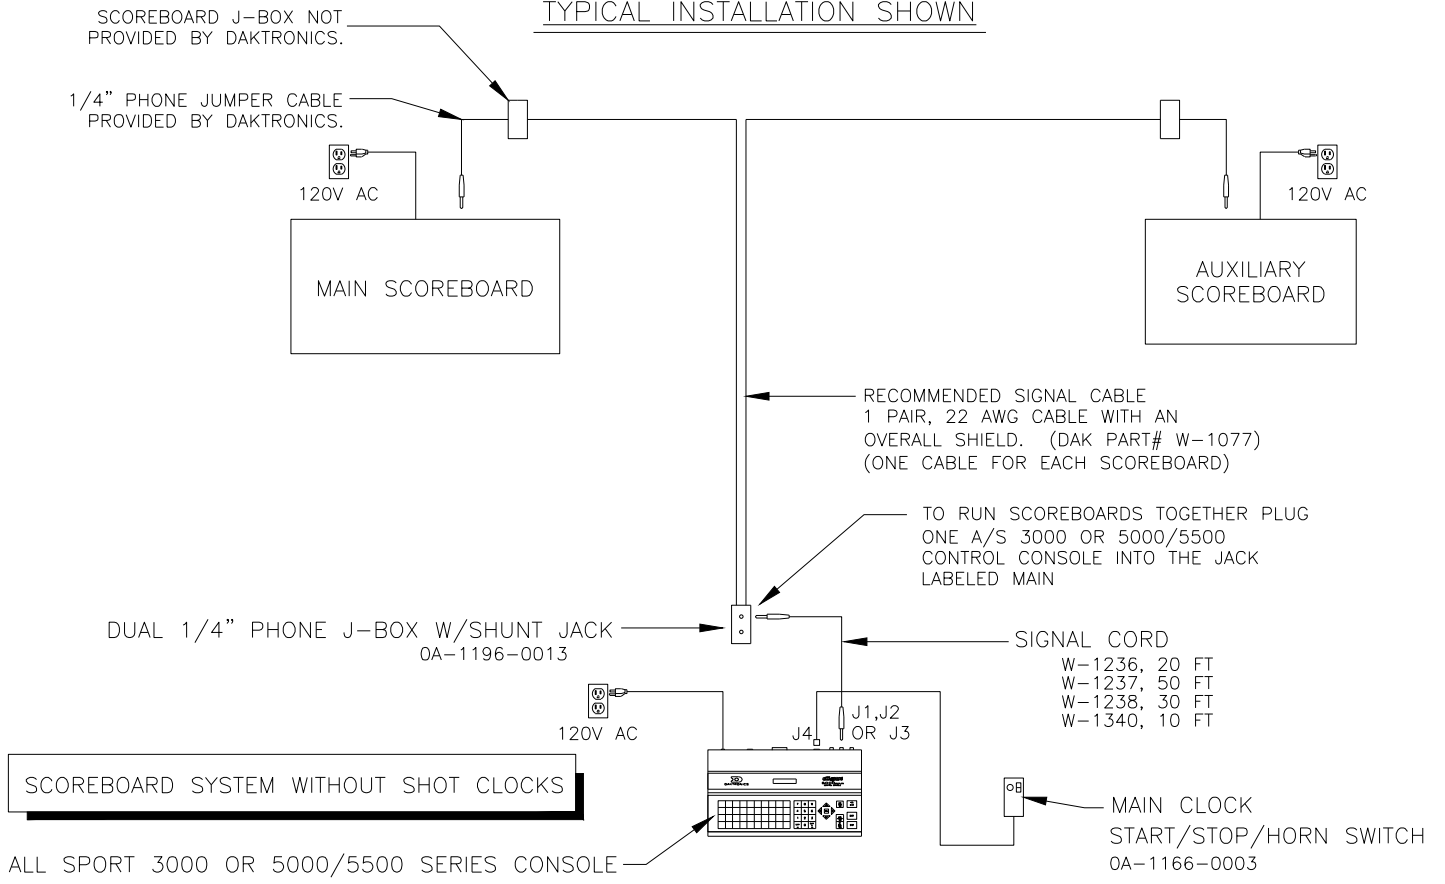 TYPICAL INSTALLATION SHOWN
SCOREBOARD J-BOX NOT
PROVIDED BY DAKTRONICS.
1/4" PHONE JUMPER CABLE
PROVIDED BY DAKTRONICS.
120V AC
120V AC
MAIN SCOREBOARD
AUXILIARY
SCOREBOARD
RECOMMENDED SIGNAL CABLE
1 PAIR, 22 AWG CABLE WITH AN
OVERALL SHIELD. (DAK PART# W-1077)
(ONE CABLE FOR EACH SCOREBOARD)
TO RUN SCOREBOARDS TOGETHER PLUG
ONE A/S 3000 OR 5000/5500
CONTROL CONSOLE INTO THE JACK
LABELED MAIN
DUAL 1/4" PHONE J-BOX W/SHUNT JACK
0A-1196-0013
SIGNAL CORD
W-1236, 20 FT
W-1237, 50 FT
W-1238, 30 FT
W-1340, 10 FT
120V AC
J4
J1,J2
OR J3
DAKTRONICS
SCOREBOARD SYSTEM WITHOUT SHOT CLOCKS
MAIN CLOCK
START/STOP/HORN SWITCH
0A-1166-0003
ALL SPORT 3000 OR 5000/5500 SERIES CONSOLE